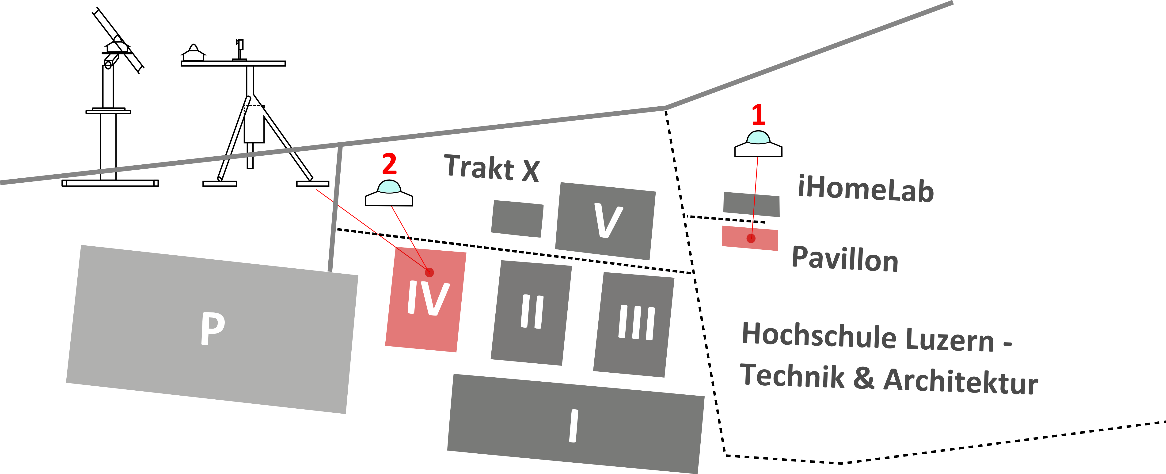 1
2
Trakt X
iHomeLab
V
Pavillon
IV
II
III
P
Hochschule Luzern -
Technik & Architektur
I